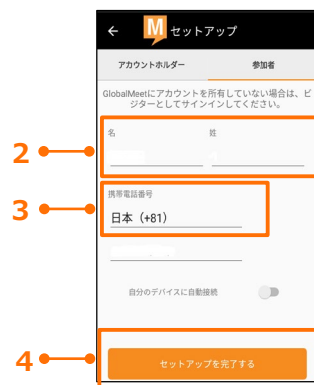 M セットアップ
アカウントホルダー 参加者
GlobalMeetにアカウントを所有していない場合は、ビ
ジターとしてサインインしてください。
2
名 姓
3
携帯電話番号
日本（+81）
自分のデバイスに自動接続
4
セットアップを完了する